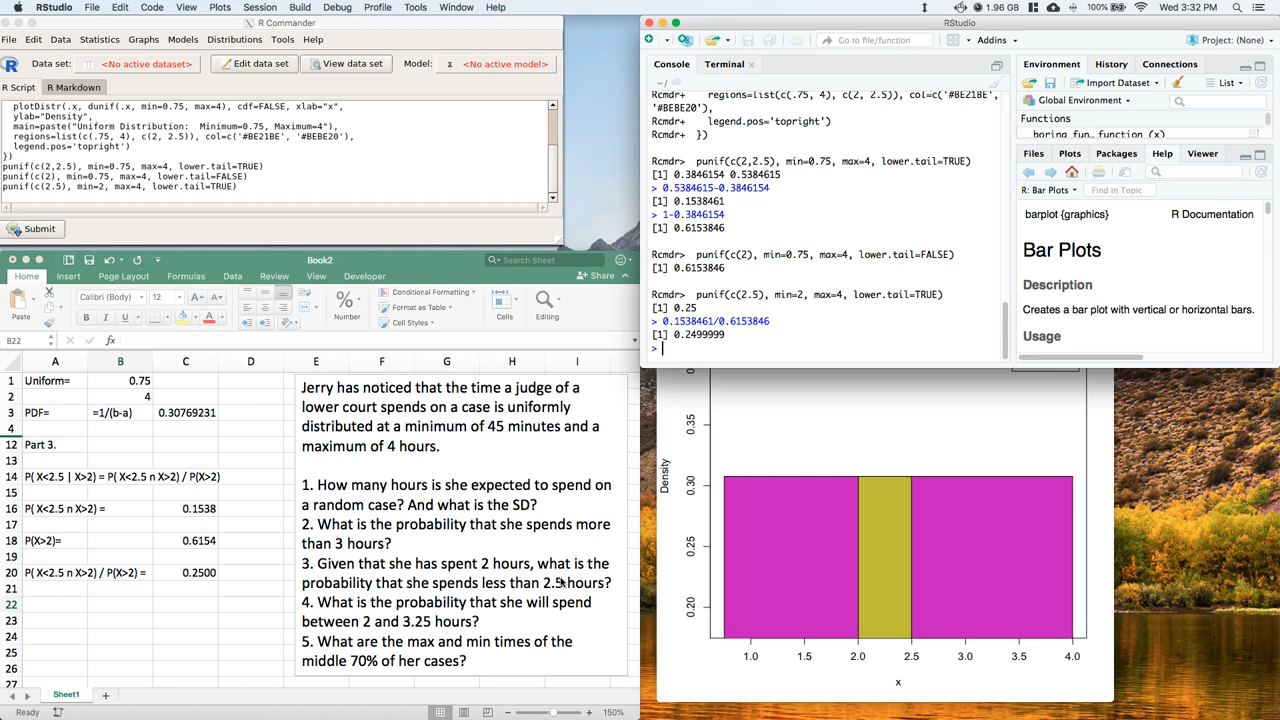 RStudio File Edit Code View Plots Session Build Debug Profile Tools Window Help
1.96 GB 100% Wed 3:32 PM
R Commander
File Edit Data Statistics Graphs Models Distributions Tools Help
Data set: <No active dataset> Edit data set View data set Model: Σ <No active model>
R Script R Markdown
plotDistr(.x, dunif(.x, min=0.75, max=4), cdf=FALSE, xlab="x",
ylab="Density",
main=paste("Uniform Distribution: Minimum=0.75, Maximum=4"),
regions=list(c(.75, 4), c(2, 2.5)), col=c('#BE21BE', '#BEBE20'),
legend.pos='topright')
})
punif(c(2,2.5), min=0.75, max=4, lower.tail=TRUE)
punif(c(2), min=0.75, max=4, lower.tail=FALSE)
punif(c(2.5), min=2, max=4, lower.tail=TRUE)
Submit
Book2
Search Sheet
Home Insert Page Layout Formulas Data Review View Developer Share
Paste
Calibri (Body) 12 A A
B I U A
%
Number
Conditional Formatting
Format as Table
Cell Styles
Cells
Editing
B22 fx
A B C D E F G H I
1 Uniform= 0.75
2 4
3 PDF= =1/(b-a) 0.30769231
4
12 Part 3.
13
14 P( X<2.5 | X>2) = P( X<2.5 n X>2) / P(X>2)
15
16 P( X<2.5 n X>2) = 0.1538
17
18 P(X>2)= 0.6154
19
20 P( X<2.5 n X>2) / P(X>2) = 0.2500
21
22
23
24
25
26
27
Jerry has noticed that the time a judge of a
lower court spends on a case is uniformly
distributed at a minimum of 45 minutes and a
maximum of 4 hours.
1. How many hours is she expected to spend on
a random case? And what is the SD?
2. What is the probability that she spends more
than 3 hours?
3. Given that she has spent 2 hours, what is the
probability that she spends less than 2.5 hours?
4. What is the probability that she will spend
between 2 and 3.25 hours?
5. What are the max and min times of the
middle 70% of her cases?
Sheet1 +
Ready 150%
RStudio
Go to file/function Addins Project: (None)
Console Terminal
~/
Rcmdr+ regions=list(c(.75, 4), c(2, 2.5)), col=c('#BE21BE',
'#BEBE20'),
Rcmdr+ legend.pos='topright')
Rcmdr+ })
Rcmdr> punif(c(2,2.5), min=0.75, max=4, lower.tail=TRUE)
[1] 0.3846154 0.5384615
> 0.5384615-0.3846154
[1] 0.1538461
> 1-0.3846154
[1] 0.6153846
Rcmdr> punif(c(2), min=0.75, max=4, lower.tail=FALSE)
[1] 0.6153846
Rcmdr> punif(c(2.5), min=2, max=4, lower.tail=TRUE)
[1] 0.25
> 0.1538461/0.6153846
[1] 0.2499999
>
Environment History Connections
Import Dataset List
Global Environment
Functions
boring fun… function (x)
Files Plots Packages Help Viewer
R: Bar Plots Find in Topic
barplot {graphics} R Documentation
Bar Plots
Description
Creates a bar plot with vertical or horizontal bars.
Usage
Density
0.35
0.30
0.25
0.20
1.0 1.5 2.0 2.5 3.0 3.5 4.0
x